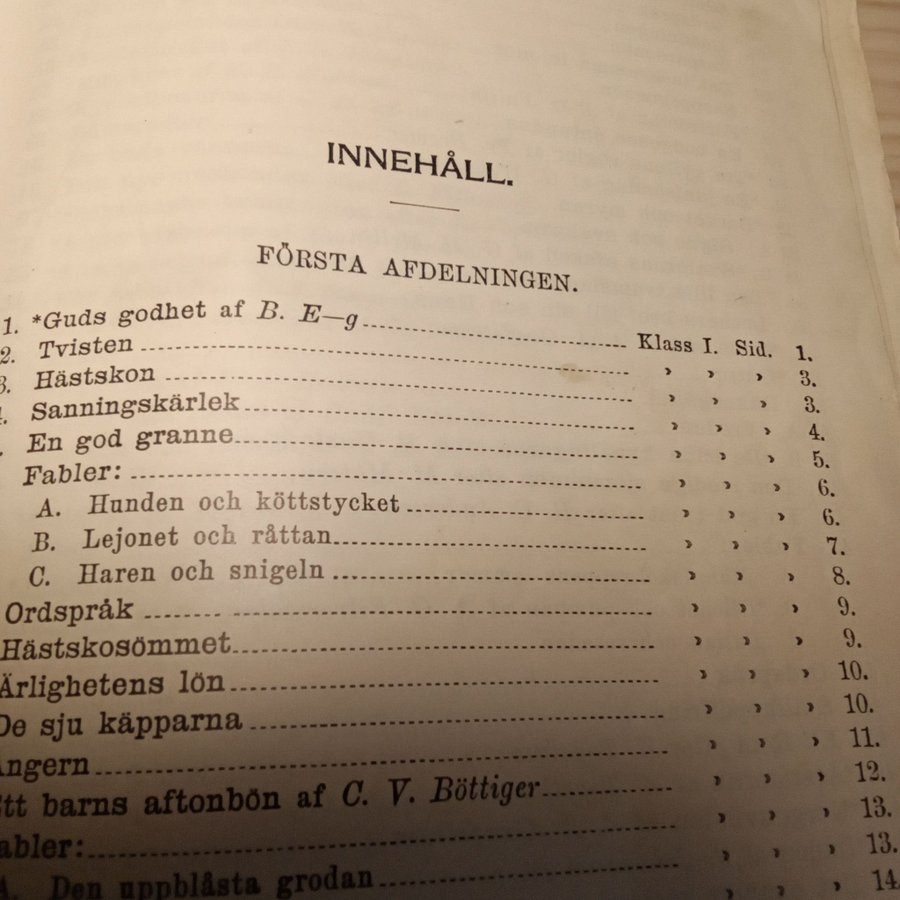 INNEHÅLL.
FÖRSTA AFDELNINGEN.
1. *Guds godhet af B. E—g Klass I. Sid. 1.
2. Tvisten › › › 3.
3. Hästskon › › › 3.
Sanningskärlek › › › 4.
En god granne › › › 5.
Fabler: › › › 6.
A. Hunden och köttstycket › › › 6.
B. Lejonet och råttan › › › 7.
C. Haren och snigeln › › › 8.
Ordspråk › › › 9.
Hästskosömmet › › › 9.
Ärlighetens lön › › › 10.
De sju käpparna › › › 10.
Ångern › › › 11.
Ett barns aftonbön af C. V. Böttiger › › › 12.
Fabler: › › › 13.
A. Den uppblåsta grodan › › › 13.
› › › 14.